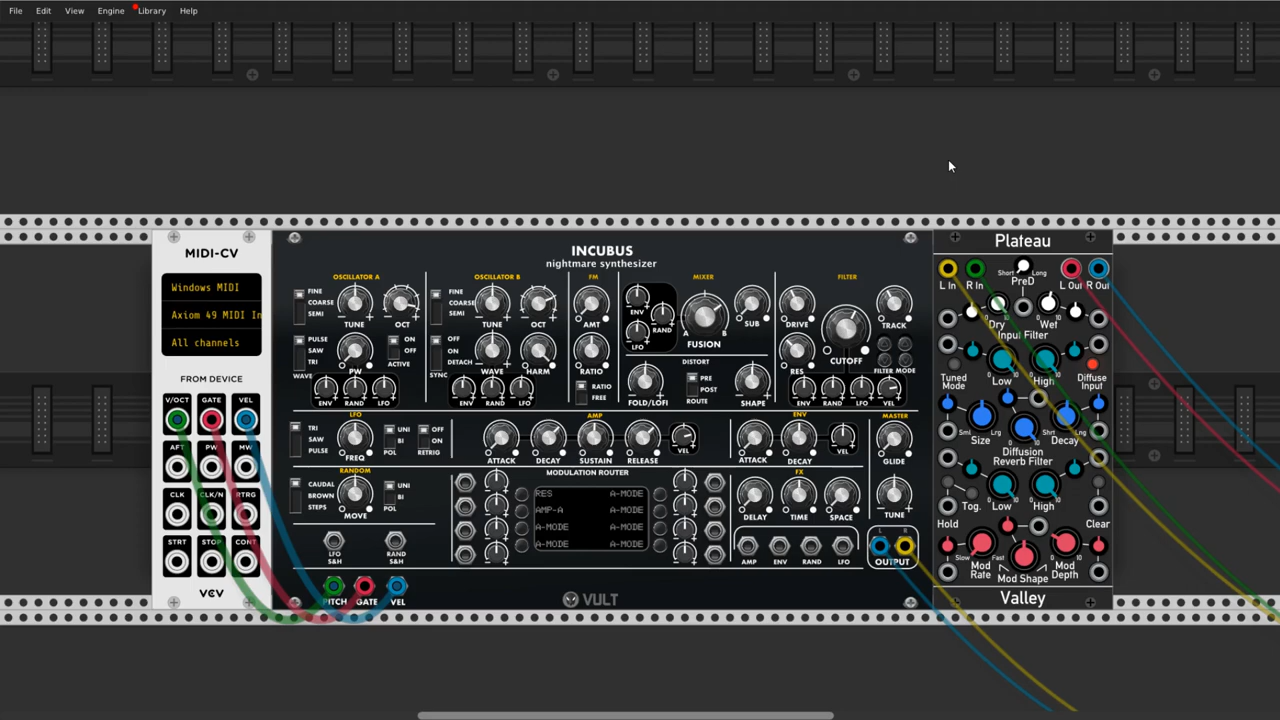 File Edit View Engine Library Help
MIDI-CV
Windows MIDI
Axiom 49 MIDI In
All channels
FROM DEVICE
V/OCT GATE VEL
AFT PW MW
CLK CLK/N RTRG
STRT STOP CONT
VCV
INCUBUS
nightmare synthesizer
OSCILLATOR A
FINE
COARSE
SEMI
TUNE OCT
PULSE
SAW
TRI
WAVE
PW
ON
OFF
ACTIVE
ENV RAND LFO
OSCILLATOR B
FINE
COARSE
SEMI
TUNE OCT
OFF
ON
DETACH
SYNC
WAVE HARM
ENV RAND LFO
FM
AMT
RATIO
RATIO
FREE
MIXER
ENV
RAND
LFO
A B
FUSION
SUB
DISTORT
FOLD/LOFI
PRE
POST
ROUTE
SHAPE
FILTER
DRIVE
TRACK
CUTOFF
RES
FILTER MODE
ENV RAND LFO VEL
LFO
TRI
SAW
PULSE
FREQ
UNI
BI
POL
OFF
ON
RETRIG
AMP
ATTACK DECAY SUSTAIN RELEASE
VEL
ENV
ATTACK DECAY
VEL
MASTER
GLIDE
TUNE
RANDOM
CAUDAL
BROWN
STEPS
MOVE
UNI
BI
POL
MODULATION ROUTER
RES A-MODE
AMP-A A-MODE
A-MODE A-MODE
A-MODE A-MODE
FX
DELAY TIME SPACE
LFO
S&H
RAND
S&H
AMP ENV RAND LFO
L R
OUTPUT
PITCH GATE VEL
VULT
Plateau
L In R In
Short Long
PreD
L Out R Out
Dry Wet
Input Filter
Low High
Tuned
Mode
Diffuse
Input
Sml Lrg
Size
Shrt Long
Decay
Diffusion
Reverb Filter
Low High
Tog.
Hold
Clear
Slow
Mod
Rate
Mod Shape
Mod
Depth
Valley